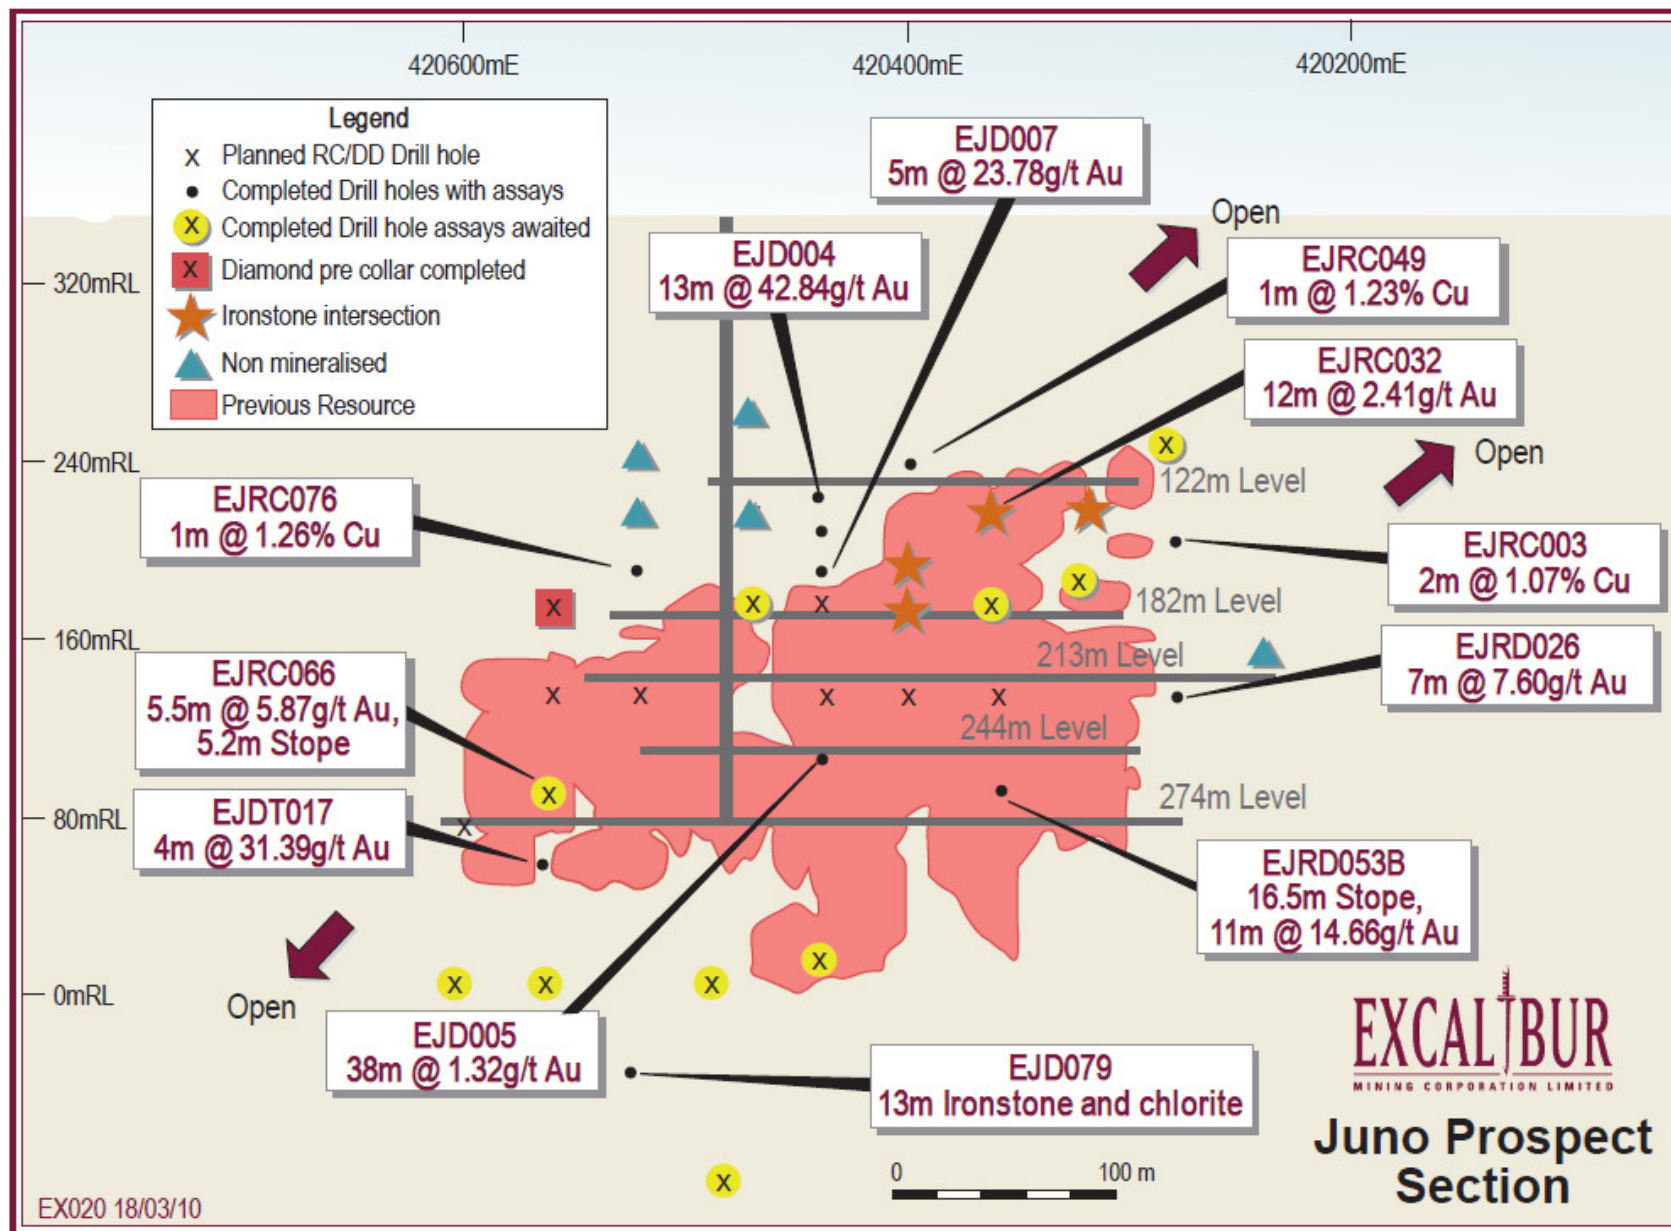 420600mE
420400mE
420200mE
Legend
x Planned RC/DD Drill hole
Completed Drill holes with assays
x Completed Drill hole assays awaited
x Diamond pre collar completed
Ironstone intersection
Non mineralised
Previous Resource
EJD007
5m @ 23.78g/t Au
Open
EJD004
13m @ 42.84g/t Au
EJRC049
1m @ 1.23% Cu
320mRL
EJRC032
12m @ 2.41g/t Au
240mRL
Open
122m Level
EJRC076
1m @ 1.26% Cu
EJRC003
2m @ 1.07% Cu
182m Level
160mRL
213m Level
EJRD026
7m @ 7.60g/t Au
EJRC066
5.5m @ 5.87g/t Au,
5.2m Stope
244m Level
274m Level
80mRL
EJDT017
4m @ 31.39g/t Au
EJRD053B
16.5m Stope,
11m @ 14.66g/t Au
0mRL
Open
EJD005
38m @ 1.32g/t Au
EJD079
13m Ironstone and chlorite
EXCALIBUR
MINING CORPORATION LIMITED
Juno Prospect
Section
0 100 m
EX020 18/03/10